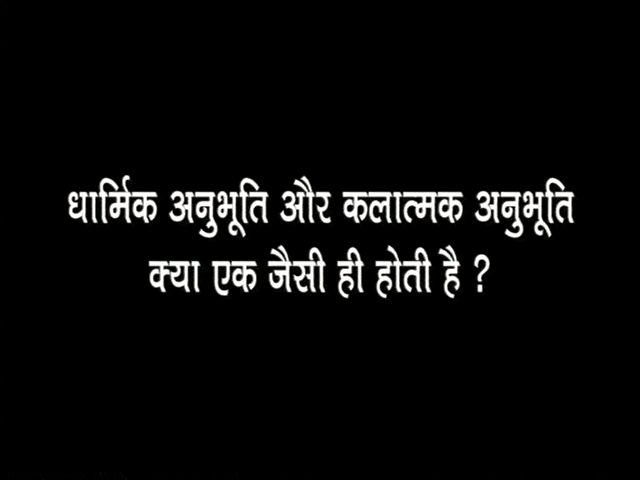 धार्मिक अनुभूति और कलात्मक अनुभूति
क्या एक जैसी ही होती है ?